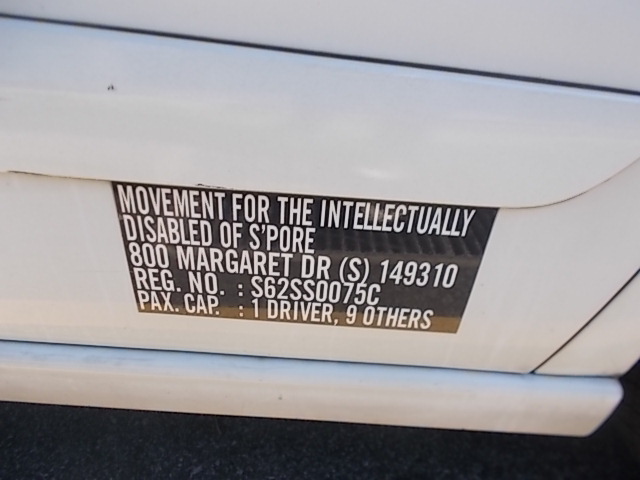 MOVEMENT FOR THE INTELLECTUALLY
DISABLED OF S'PORE
800 MARGARET DR (S) 149310
REG. NO. : S62SS0075C
PAX. CAP. : 1 DRIVER, 9 OTHERS